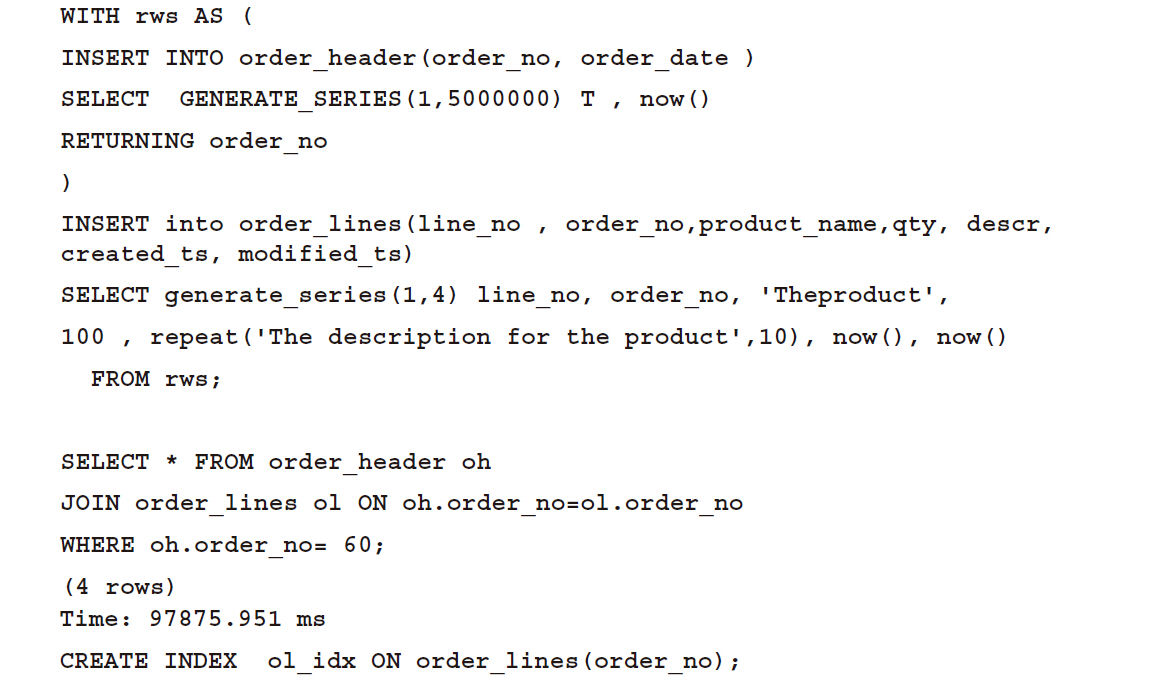 WITH rws AS (
INSERT INTO order_header(order_no, order_date )
SELECT  GENERATE_SERIES(1,5000000) T , now()
RETURNING order_no
)
INSERT into order_lines(line_no , order_no,product_name,qty, descr,
created_ts, modified_ts)
SELECT generate_series(1,4) line_no, order_no, 'Theproduct',
100 , repeat('The description for the product',10), now(), now()
  FROM rws;
SELECT * FROM order_header oh
JOIN order_lines ol ON oh.order_no=ol.order_no
WHERE oh.order_no= 60;
(4 rows)
Time: 97875.951 ms
CREATE INDEX  ol_idx ON order_lines(order_no);